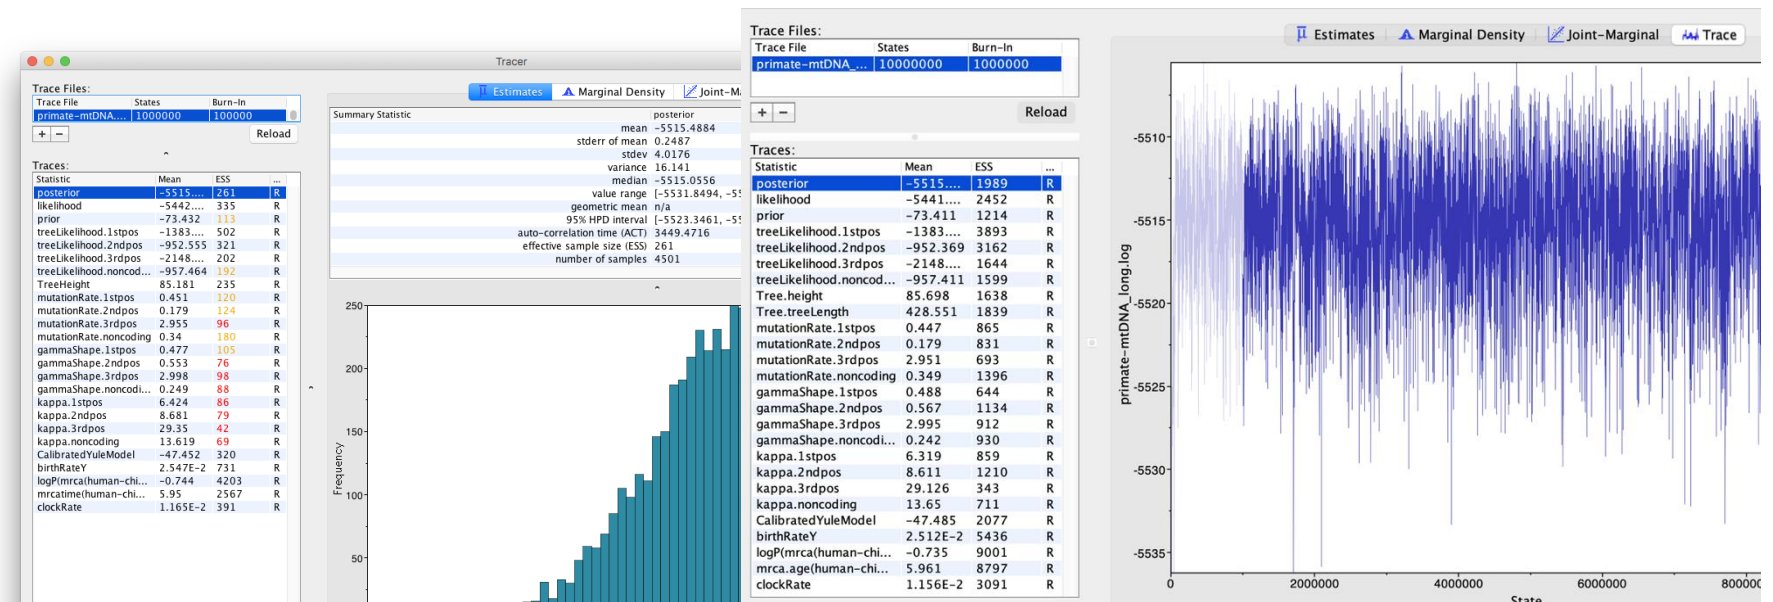 Tracer
Trace Files:
Trace File States Burn-In
primate-mtDNA.... 1000000 100000
+ − Reload
Traces:
Statistic Mean ESS ...
posterior -5515.... 261 R
likelihood -5442.... 335 R
prior -73.432 113 R
treeLikelihood.1stpos -1383.... 502 R
treeLikelihood.2ndpos -952.555 321 R
treeLikelihood.3rdpos -2148.... 202 R
treeLikelihood.noncod... -957.464 192 R
TreeHeight 85.181 235 R
mutationRate.1stpos 0.451 120 R
mutationRate.2ndpos 0.179 124 R
mutationRate.3rdpos 2.955 96 R
mutationRate.noncoding 0.34 180 R
gammaShape.1stpos 0.477 105 R
gammaShape.2ndpos 0.553 76 R
gammaShape.3rdpos 2.998 98 R
gammaShape.noncodi... 0.249 88 R
kappa.1stpos 6.424 86 R
kappa.2ndpos 8.681 79 R
kappa.3rdpos 29.35 42 R
kappa.noncoding 13.619 69 R
CalibratedYuleModel -47.452 320 R
birthRateY 2.547E-2 731 R
logP(mrca(human-chi... -0.744 4203 R
mrcatime(human-chi... 5.95 2567 R
clockRate 1.165E-2 391 R
Estimates Marginal Density Joint-Ma
Summary Statistic posterior
mean -5515.4884
stderr of mean 0.2487
stdev 4.0176
variance 16.141
median -5515.0556
value range [-5531.8494, -55
geometric mean n/a
95% HPD interval [-5523.3461, -55
auto-correlation time (ACT) 3449.4716
effective sample size (ESS) 261
number of samples 4501
250
200
150
100
50
Frequency
Trace Files:
Trace File States Burn-In
primate-mtDNA_... 10000000 1000000
+ − Reload
Traces:
Statistic Mean ESS ...
posterior -5515.... 1989 R
likelihood -5441.... 2452 R
prior -73.411 1214 R
treeLikelihood.1stpos -1383.... 3893 R
treeLikelihood.2ndpos -952.369 3162 R
treeLikelihood.3rdpos -2148.... 1644 R
treeLikelihood.noncod... -957.411 1599 R
Tree.height 85.698 1638 R
Tree.treeLength 428.551 1839 R
mutationRate.1stpos 0.447 865 R
mutationRate.2ndpos 0.179 831 R
mutationRate.3rdpos 2.951 693 R
mutationRate.noncoding 0.349 1396 R
gammaShape.1stpos 0.488 644 R
gammaShape.2ndpos 0.567 1134 R
gammaShape.3rdpos 2.995 912 R
gammaShape.noncodi... 0.242 930 R
kappa.1stpos 6.319 859 R
kappa.2ndpos 8.611 1210 R
kappa.3rdpos 29.126 343 R
kappa.noncoding 13.65 711 R
CalibratedYuleModel -47.485 2077 R
birthRateY 2.512E-2 5436 R
logP(mrca(human-chi... -0.735 9001 R
mrca.age(human-chi... 5.961 8797 R
clockRate 1.156E-2 3091 R
Estimates Marginal Density Joint-Marginal Trace
primate-mtDNA_long.log
-5510
-5515
-5520
-5525
-5530
-5535
0 2000000 4000000 6000000 800000
State